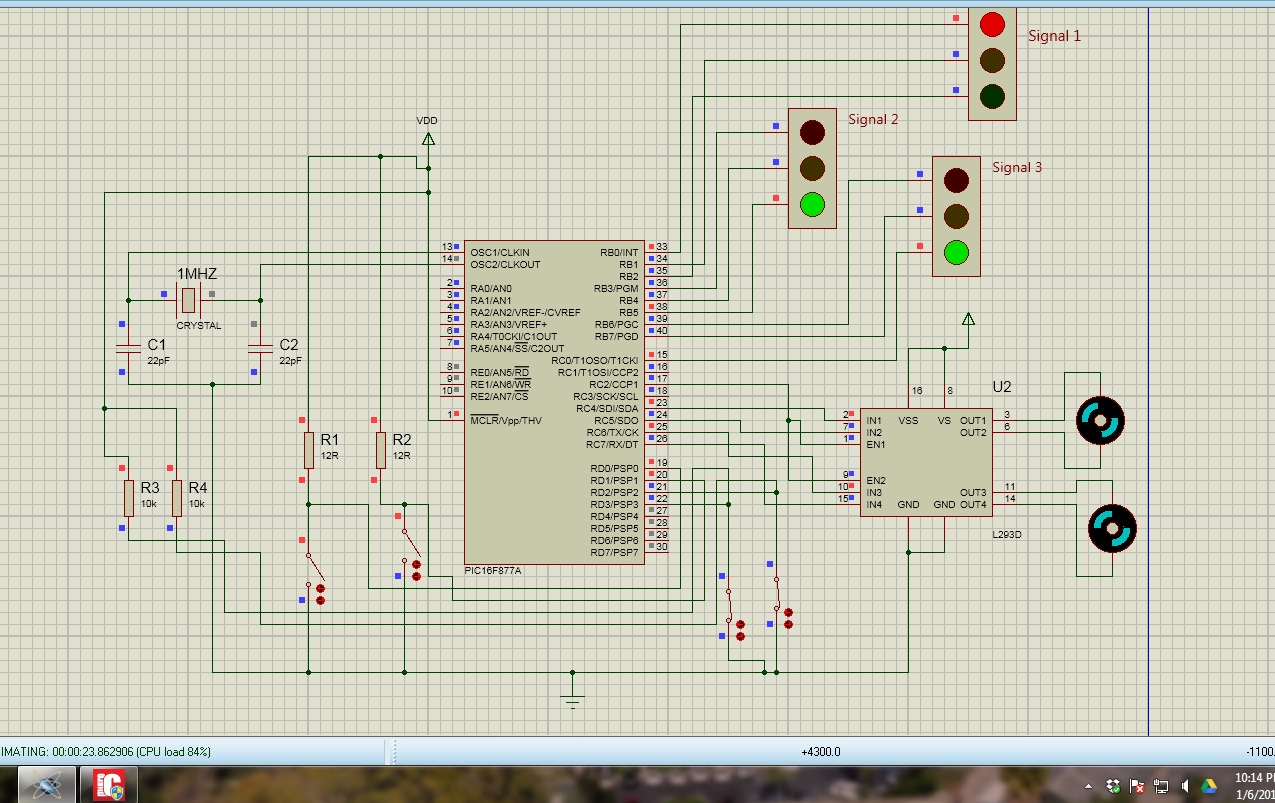 Signal 1
VDD
Signal 2
Signal 3
1MHZ
CRYSTAL
C1
22pF
C2
22pF
13
14
2
3
4
5
6
7
8
9
10
1
OSC1/CLKIN
OSC2/CLKOUT
RA0/AN0
RA1/AN1
RA2/AN2/VREF-/CVREF
RA3/AN3/VREF+
RA4/T0CKI/C1OUT
RA5/AN4/SS/C2OUT
RE0/AN5/RD
RE1/AN6/WR
RE2/AN7/CS
MCLR/Vpp/THV
RB0/INT
RB1
RB2
RB3/PGM
RB4
RB5
RB6/PGC
RB7/PGD
RC0/T1OSO/T1CKI
RC1/T1OSI/CCP2
RC2/CCP1
RC3/SCK/SCL
RC4/SDI/SDA
RC5/SDO
RC6/TX/CK
RC7/RX/DT
RD0/PSP0
RD1/PSP1
RD2/PSP2
RD3/PSP3
RD4/PSP4
RD5/PSP5
RD6/PSP6
RD7/PSP7
33
34
35
36
37
38
39
40
15
16
17
18
23
24
25
26
19
20
21
22
27
28
29
30
PIC16F877A
R1
12R
R2
12R
R3
10k
R4
10k
U2
16
8
2
7
1
9
10
15
IN1
IN2
EN1
EN2
IN3
IN4
VSS
VS
OUT1
OUT2
OUT3
OUT4
GND
GND
3
6
11
14
L293D
IMATING: 00:00:23.862906 (CPU load 84%)
+4300.0
-1100.
10:14 P
1/6/201